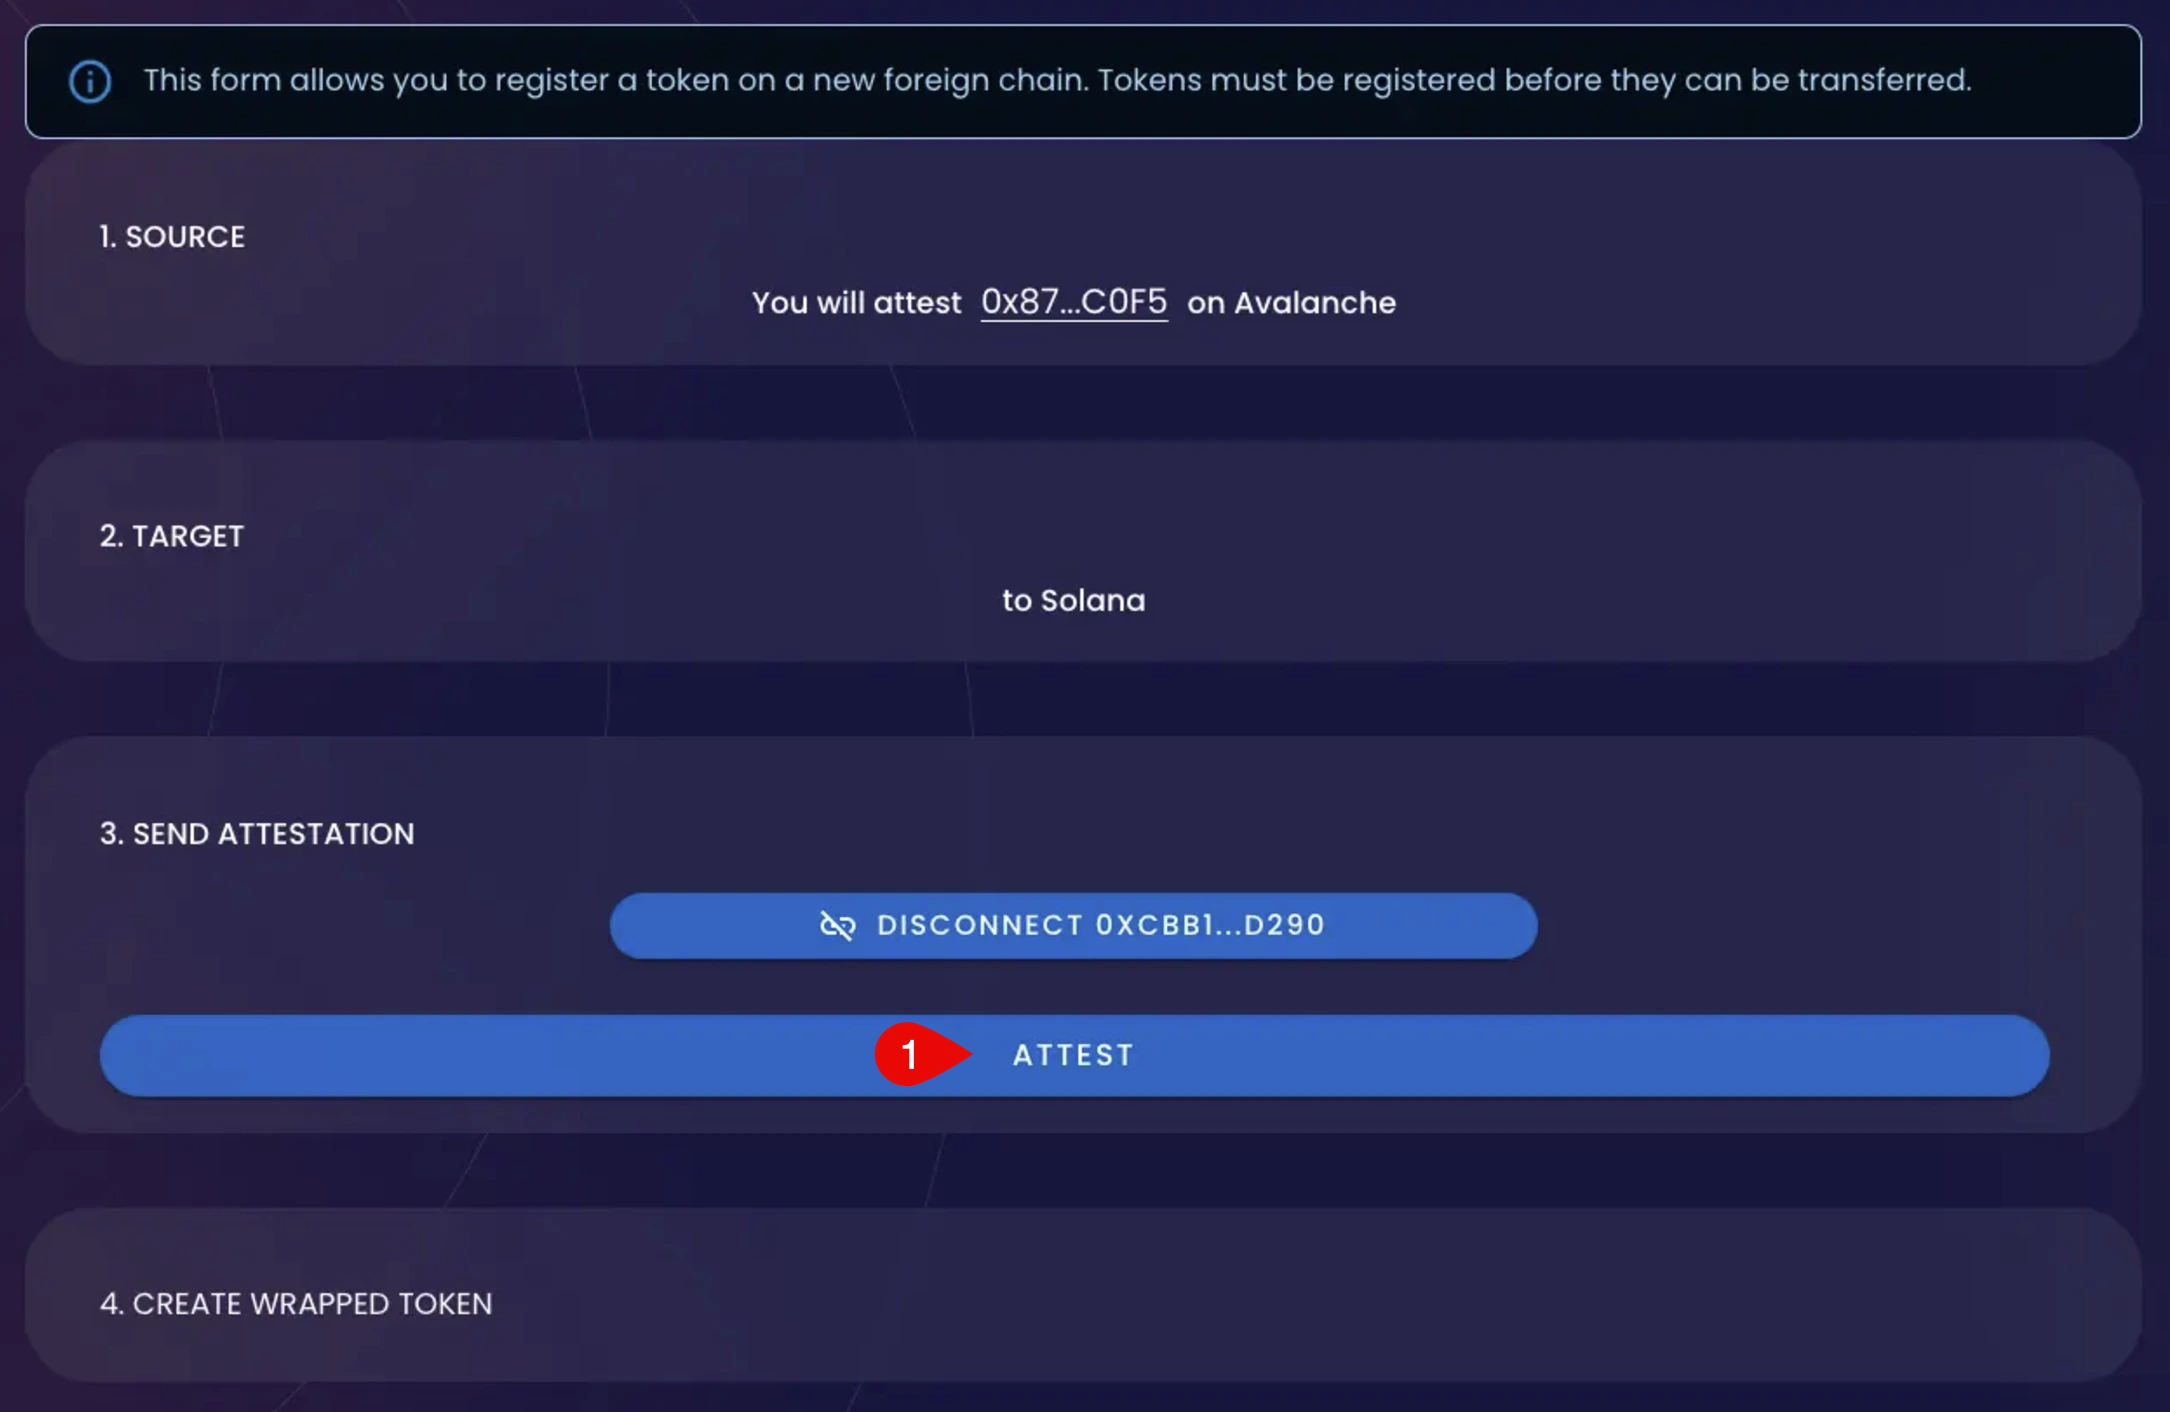 This form allows you to register a token on a new foreign chain. Tokens must be registered before they can be transferred.
1. SOURCE
You will attest 0x87...C0F5 on Avalanche
2. TARGET
to Solana
3. SEND ATTESTATION
DISCONNECT 0XCBB1...D290
1 ATTEST
4. CREATE WRAPPED TOKEN